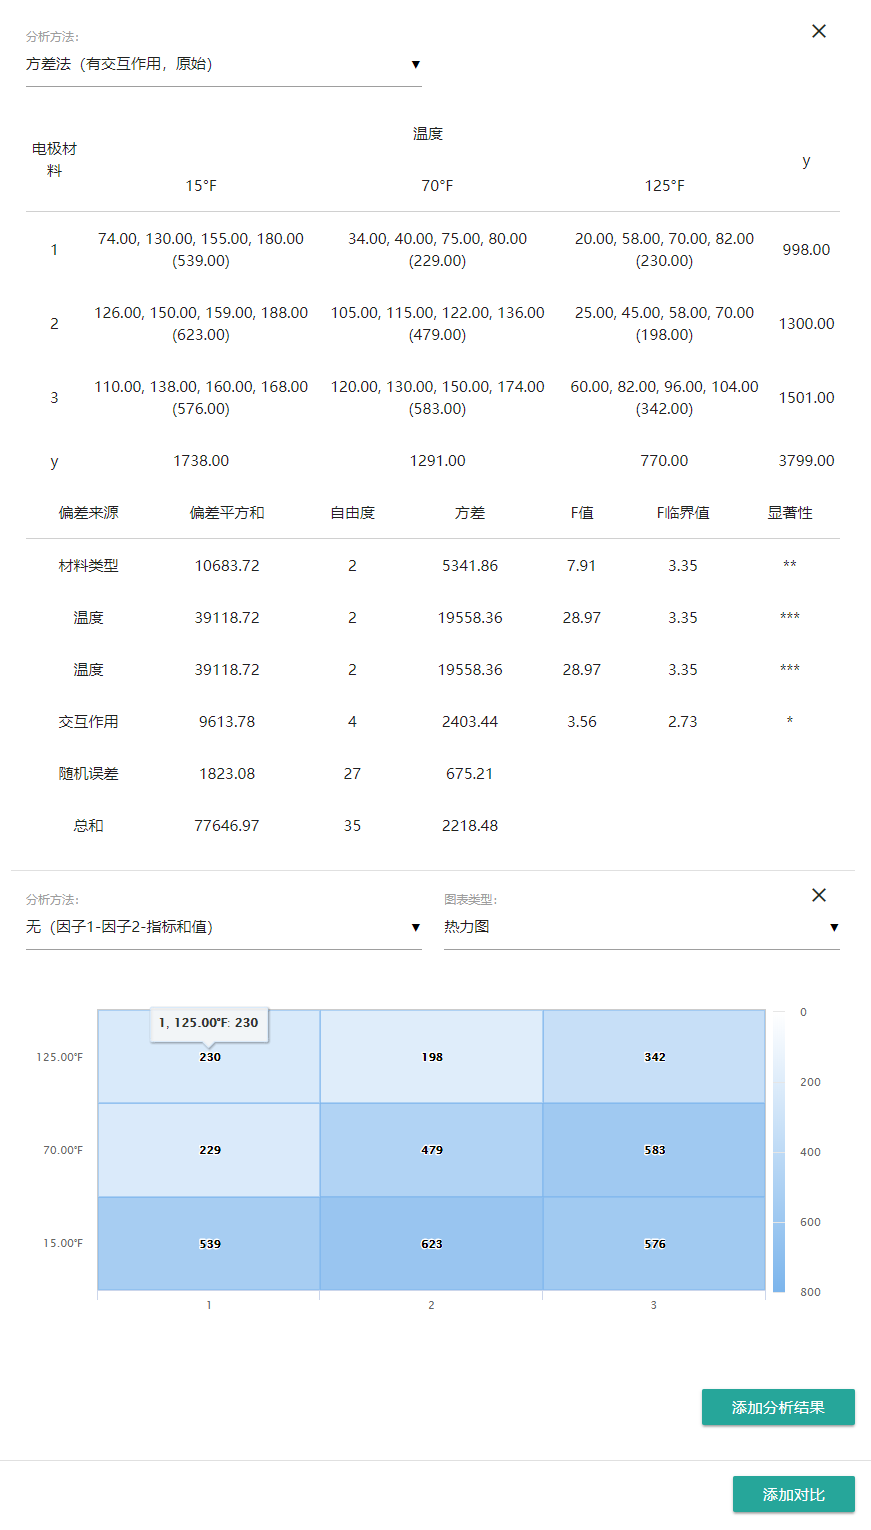 分析方法：
方差法（有交互作用，原始）
▼
电极材料
温度
y
15°F 70°F 125°F
1 74.00, 130.00, 155.00, 180.00 (539.00) 34.00, 40.00, 75.00, 80.00 (229.00) 20.00, 58.00, 70.00, 82.00 (230.00) 998.00
2 126.00, 150.00, 159.00, 188.00 (623.00) 105.00, 115.00, 122.00, 136.00 (479.00) 25.00, 45.00, 58.00, 70.00 (198.00) 1300.00
3 110.00, 138.00, 160.00, 168.00 (576.00) 120.00, 130.00, 150.00, 174.00 (583.00) 60.00, 82.00, 96.00, 104.00 (342.00) 1501.00
y 1738.00 1291.00 770.00 3799.00
偏差来源 偏差平方和 自由度 方差 F值 F临界值 显著性
材料类型 10683.72 2 5341.86 7.91 3.35 **
温度 39118.72 2 19558.36 28.97 3.35 ***
温度 39118.72 2 19558.36 28.97 3.35 ***
交互作用 9613.78 4 2403.44 3.56 2.73 *
随机误差 1823.08 27 675.21
总和 77646.97 35 2218.48
分析方法：
无（因子1-因子2-指标和值）
▼
图表类型：
热力图
▼
1, 125.00°F: 230
125.00°F 230 198 342
70.00°F 229 479 583
15.00°F 539 623 576
1 2 3
0
200
400
600
800
添加分析结果
添加对比